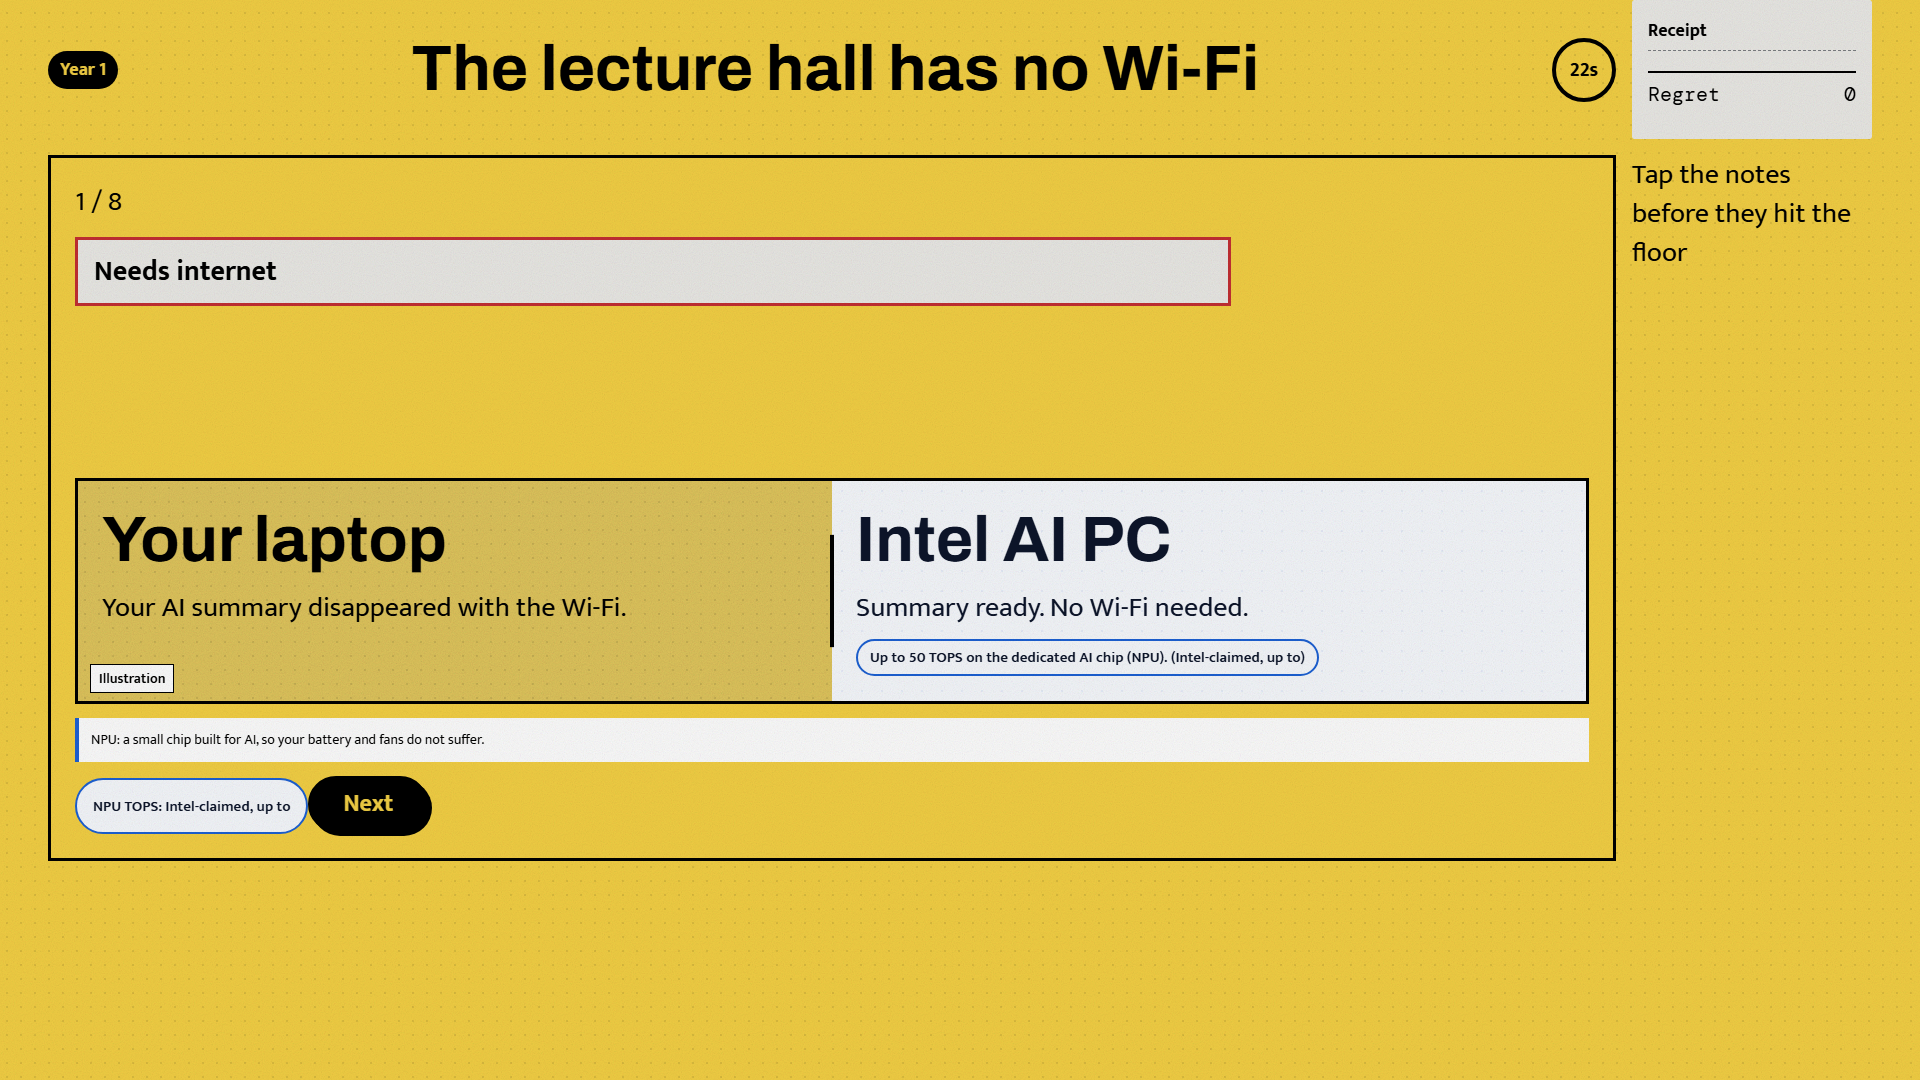 Year 1
The lecture hall has no Wi-Fi
22s
Receipt
Regret 0
Tap the notes
before they hit the
floor
1 / 8
Needs internet
Your laptop
Your AI summary disappeared with the Wi-Fi.
Illustration
Intel AI PC
Summary ready. No Wi-Fi needed.
Up to 50 TOPS on the dedicated AI chip (NPU). (Intel-claimed, up to)
NPU: a small chip built for AI, so your battery and fans do not suffer.
NPU TOPS: Intel-claimed, up to
Next